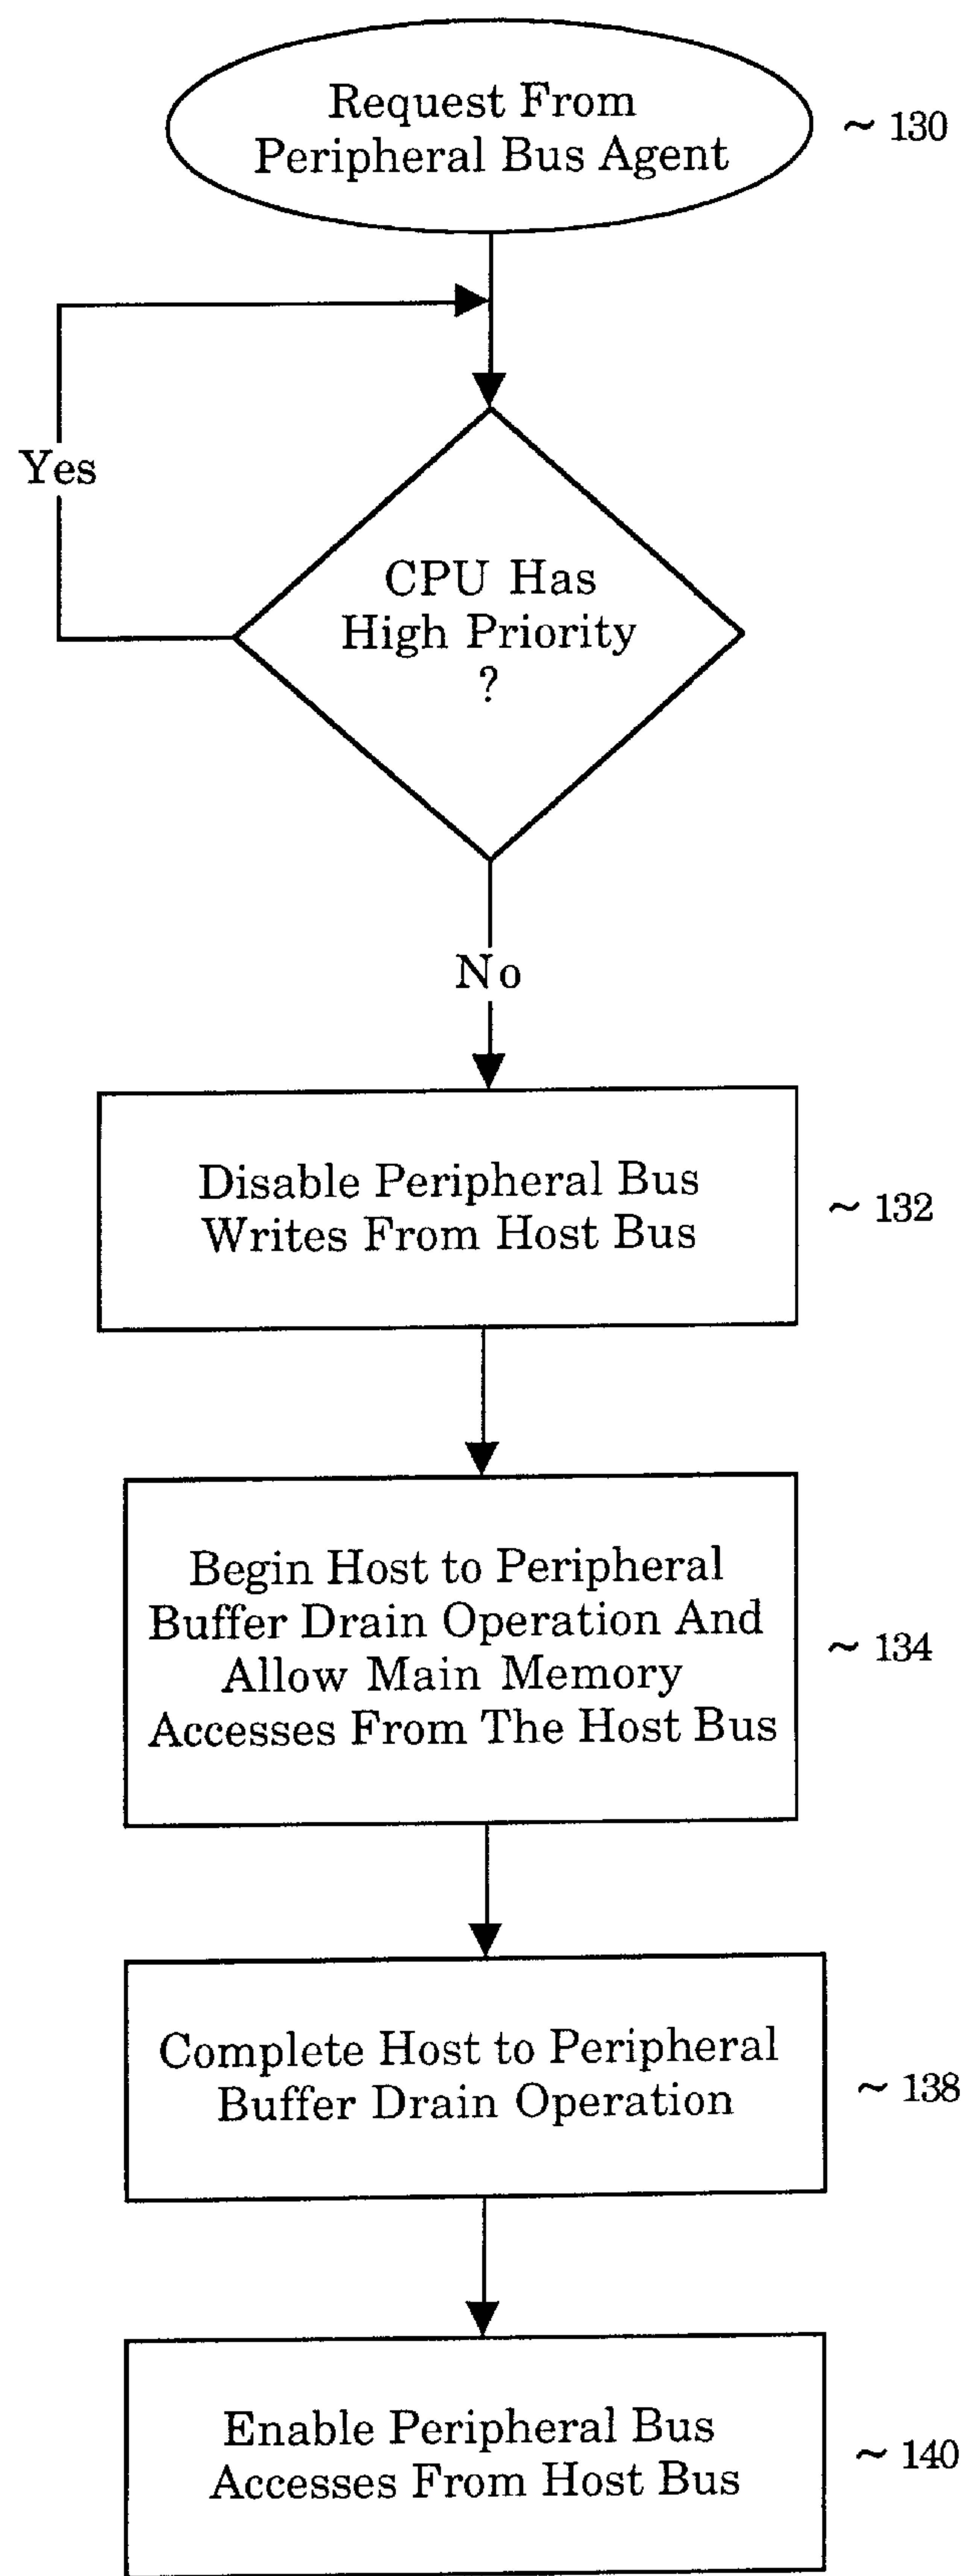 Request From
Peripheral Bus Agent
~ 130
Yes
CPU Has
High Priority
?
No
Disable Peripheral Bus
Writes From Host Bus
~ 132
Begin Host to Peripheral
Buffer Drain Operation And
Allow Main Memory
Accesses From The Host Bus
~ 134
Complete Host to Peripheral
Buffer Drain Operation
~ 138
Enable Peripheral Bus
Accesses From Host Bus
~ 140